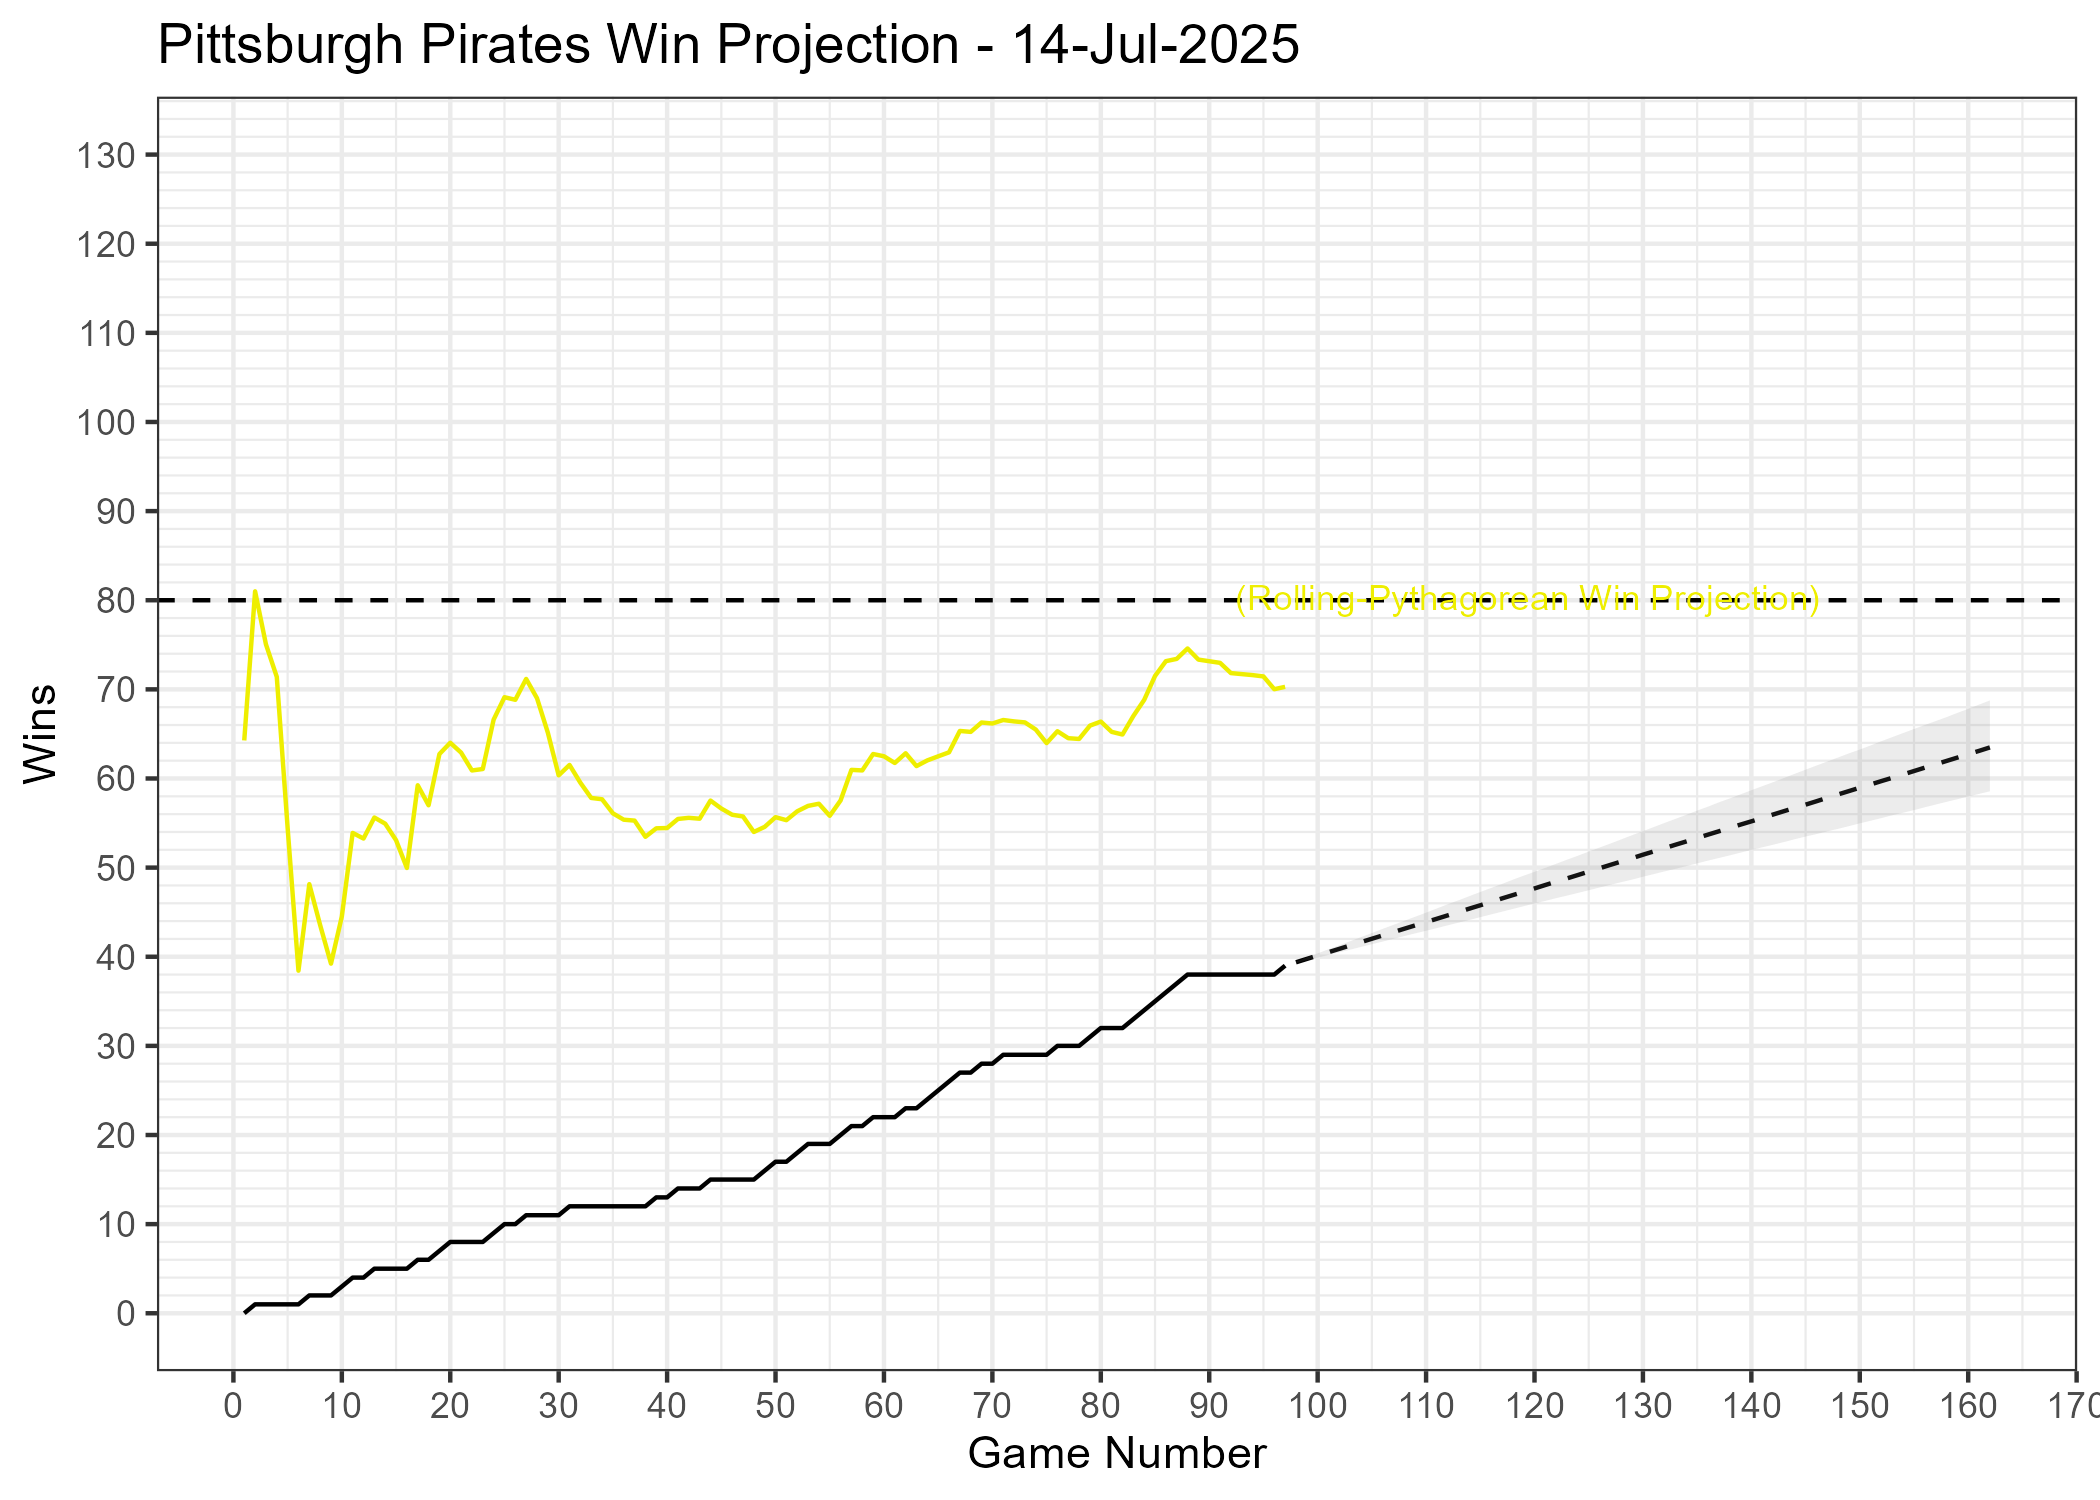 Pittsburgh Pirates Win Projection - 14-Jul-2025
130
120
110
100
90
80
(Rolling-Pythagorean Win Projection)
70
60
50
40
30
20
10
0
Wins
0 10 20 30 40 50 60 70 80 90 100 110 120 130 140 150 160 170
Game Number